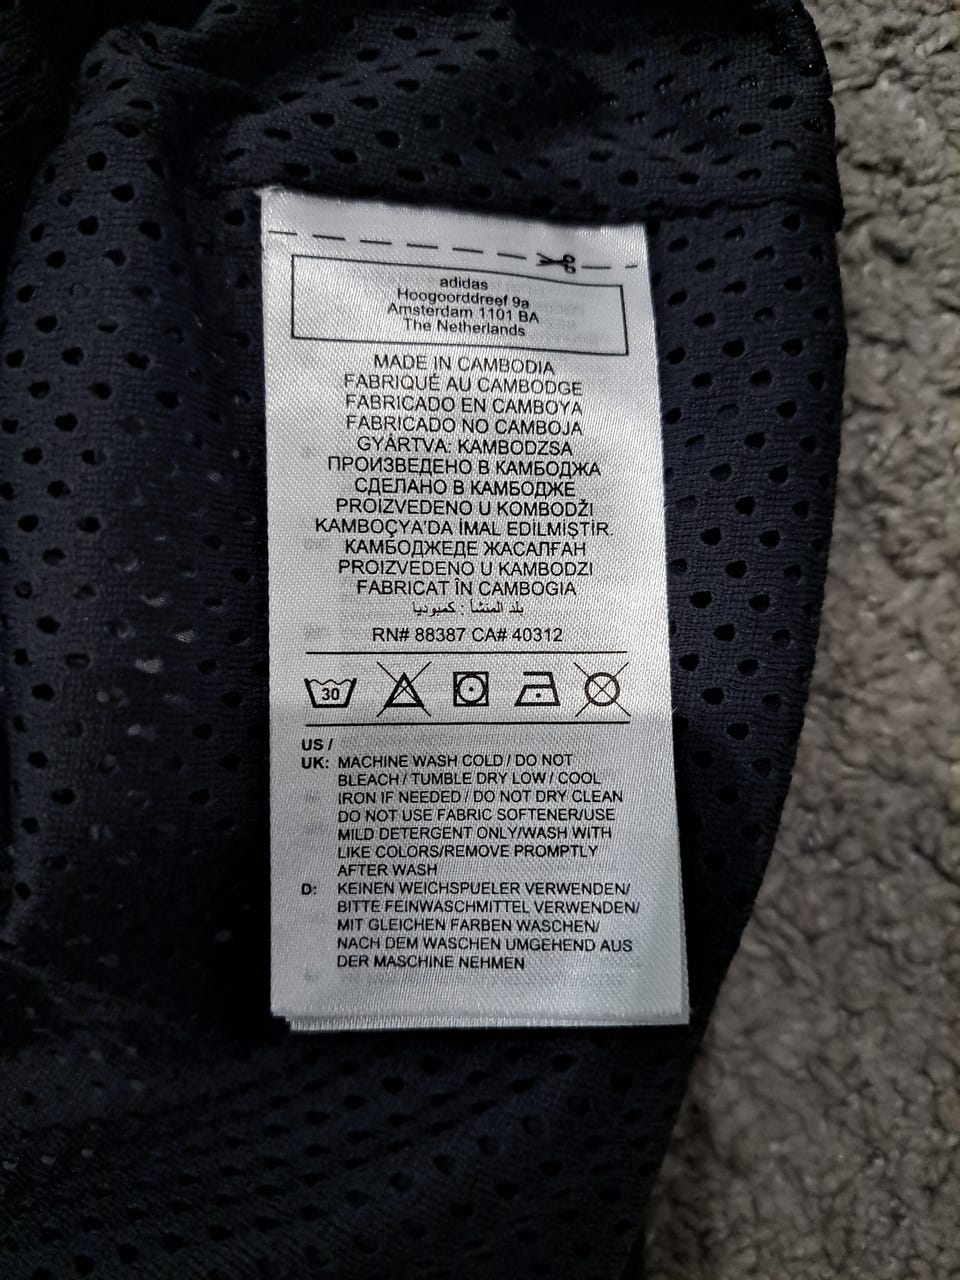 adidas
Hoogoorddreef 9a
Amsterdam 1101 BA
The Netherlands
MADE IN CAMBODIA
FABRIQUÉ AU CAMBODGE
FABRICADO EN CAMBOYA
FABRICADO NO CAMBOJA
GYÁRTVA: KAMBODZSA
ПРОИЗВЕДЕНО В КАМБОДЖА
СДЕЛАНО В КАМБОДЖЕ
PROIZVEDENO U KOMBODŽI
KAMBOÇYA'DA İMAL EDİLMİŞTİR.
КАМБОДЖЕДЕ ЖАСАЛҒАН
PROIZVEDENO U KAMBODZI
FABRICAT ÎN CAMBOGIA
بلد المنشأ : كمبوديا
RN# 88387 CA# 40312
30
US /
UK: MACHINE WASH COLD / DO NOT
BLEACH / TUMBLE DRY LOW / COOL
IRON IF NEEDED / DO NOT DRY CLEAN
DO NOT USE FABRIC SOFTENER/USE
MILD DETERGENT ONLY/WASH WITH
LIKE COLORS/REMOVE PROMPTLY
AFTER WASH
D: KEINEN WEICHSPUELER VERWENDEN/
BITTE FEINWASCHMITTEL VERWENDEN/
MIT GLEICHEN FARBEN WASCHEN/
NACH DEM WASCHEN UMGEHEND AUS
DER MASCHINE NEHMEN